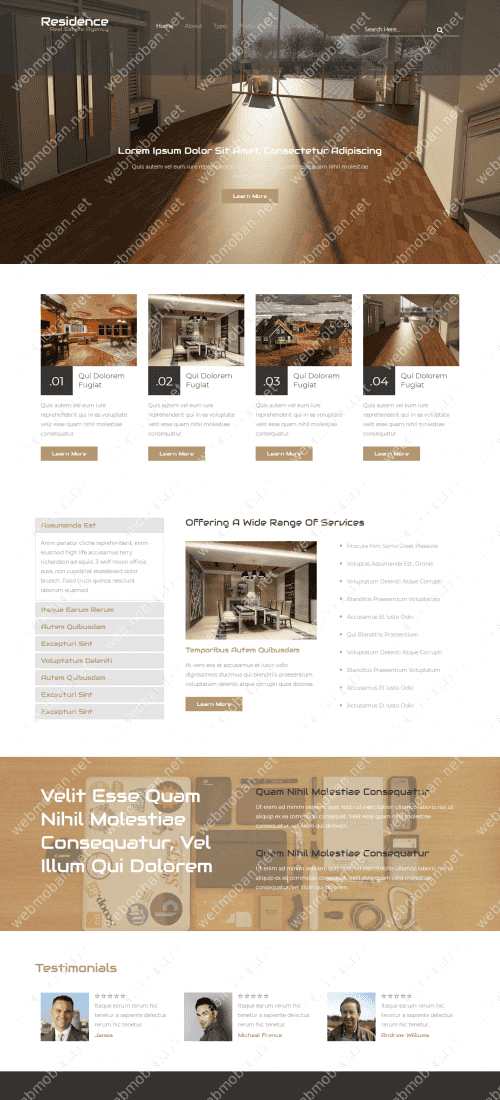 Residence
Real Estate Agency
Home About Typo
Search Here...
Lorem Ipsum Dolor Sit Amet, Consectetur Adipiscing
Quis autem vel eum iure reprehenderit quam nihil molestiae
Learn More
.01 Qui Dolorem Fugiat
Quis autem vel eum iure
reprehenderit qui in ea voluptate
velit esse quam nihil molestiae
consequatur.
Learn More
.02 Qui Dolorem Fugiat
Quis autem vel eum iure
reprehenderit qui in ea voluptate
velit esse quam nihil molestiae
consequatur.
Learn More
.03 Qui Dolorem Fugiat
Quis autem vel eum iure
reprehenderit qui in ea voluptate
velit esse quam nihil molestiae
consequatur.
Learn More
.04 Qui Dolorem Fugiat
Quis autem vel eum iure
reprehenderit qui in ea voluptate
velit esse quam nihil molestiae
consequatur.
Learn More
Assumenda Est
Anim pariatur cliche reprehenderit, enim
eiusmod high life accusamus terry
richardson ad squid. 3 wolf moon officia
aute, non cupidatat skateboard dolor
brunch. Food truck quinoa nesciunt
laborum eiusmod.
Itaque Earum Rerum
Autem Quibusdam
Excepturi Sint
Voluptatum Deleniti
Autem Quibusdam
Excepturi Sint
Excepturi Sint
Offering A Wide Range Of Services
Temporibus Autem Quibusdam
At vero eos et accusamus et iusto odio
dignissimos ducimus qui blanditiis praesentium
voluptatum deleniti atque corrupti quos dolores.
Learn More
Procure Him Some Great Pleasure
Voluptas Assumenda Est, Omnis
Voluptatum Deleniti Atque Corrupti
Blanditiis Praesentium Voluptatum
Accusamus Et Iusto Odio
Qui Blanditiis Praesentium
Voluptatum Deleniti Atque Corrupti
Blanditiis Praesentium Voluptatum
Accusamus Et Iusto Odio
Accusamus Et Iusto Odio
Velit Esse Quam
Nihil Molestiae
Consequatur, Vel
Illum Qui Dolorem
Quam Nihil Molestiae Consequatur
Ut enim ad minim veniam, quis nostrud exercitation ullamco laboris nisi ut
aliquip ex ea commodo consequat. Velit esse quam nihil molestiae
consequatur, vel illum qui dolorem.
Quam Nihil Molestiae Consequatur
Ut enim ad minim veniam, quis nostrud exercitation ullamco laboris nisi ut
aliquip ex ea commodo consequat. Velit esse quam nihil molestiae
consequatur, vel illum qui dolorem.
Testimonials
Itaque earum rerum hic
tenetur a sapiente delectus
rerum hic tenetur.
James
Itaque earum rerum hic
tenetur a sapiente delectus
rerum hic tenetur.
Micheal Franco
Itaque earum rerum hic
tenetur a sapiente delectus
rerum hic tenetur.
Andrew Williams
webmoban.net